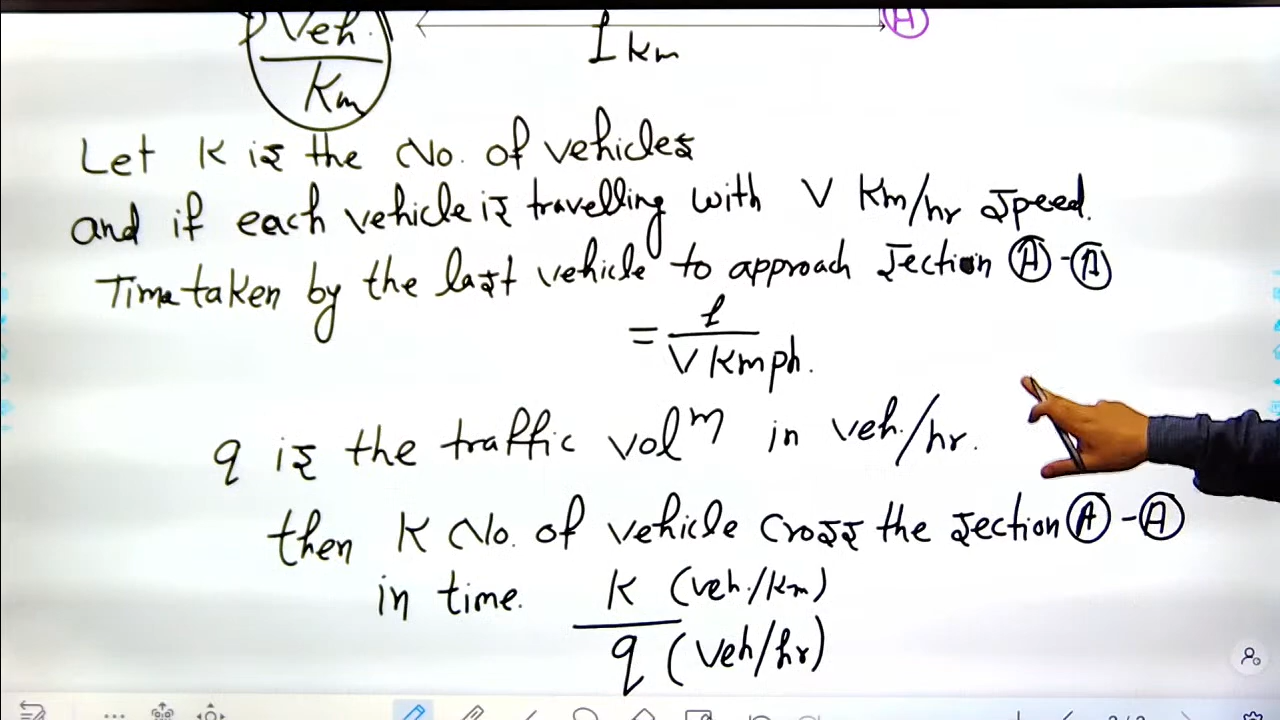 Veh.
Km
1 Km
A
Let K is the No. of vehicles
and if each vehicle is travelling with V Km/hr speed.
Time taken by the last vehicle to approach section A-A
= 1
V Kmph.
q is the traffic vol^m in veh./hr.
then K No. of vehicle cross the section A-A
in time. K (veh./Km)
q (veh/hr)